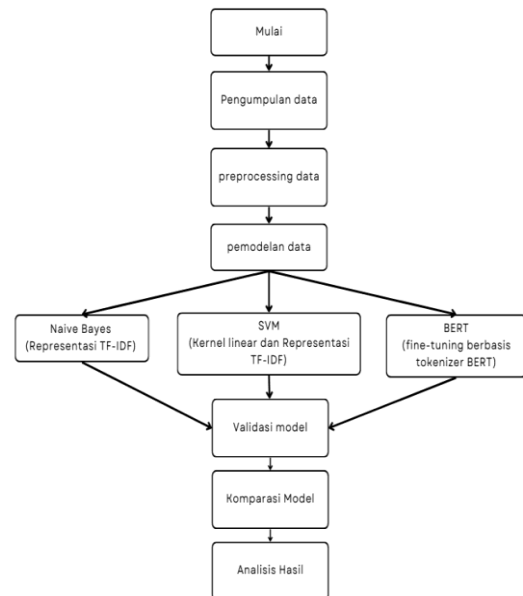 Mulai
Pengumpulan data
preprocessing data
pemodelan data
Naive Bayes
(Representasi TF-IDF)
SVM
(Kernel linear dan Representasi
TF-IDF)
BERT
(fine-tuning berbasis
tokenizer BERT)
Validasi model
Komparasi Model
Analisis Hasil